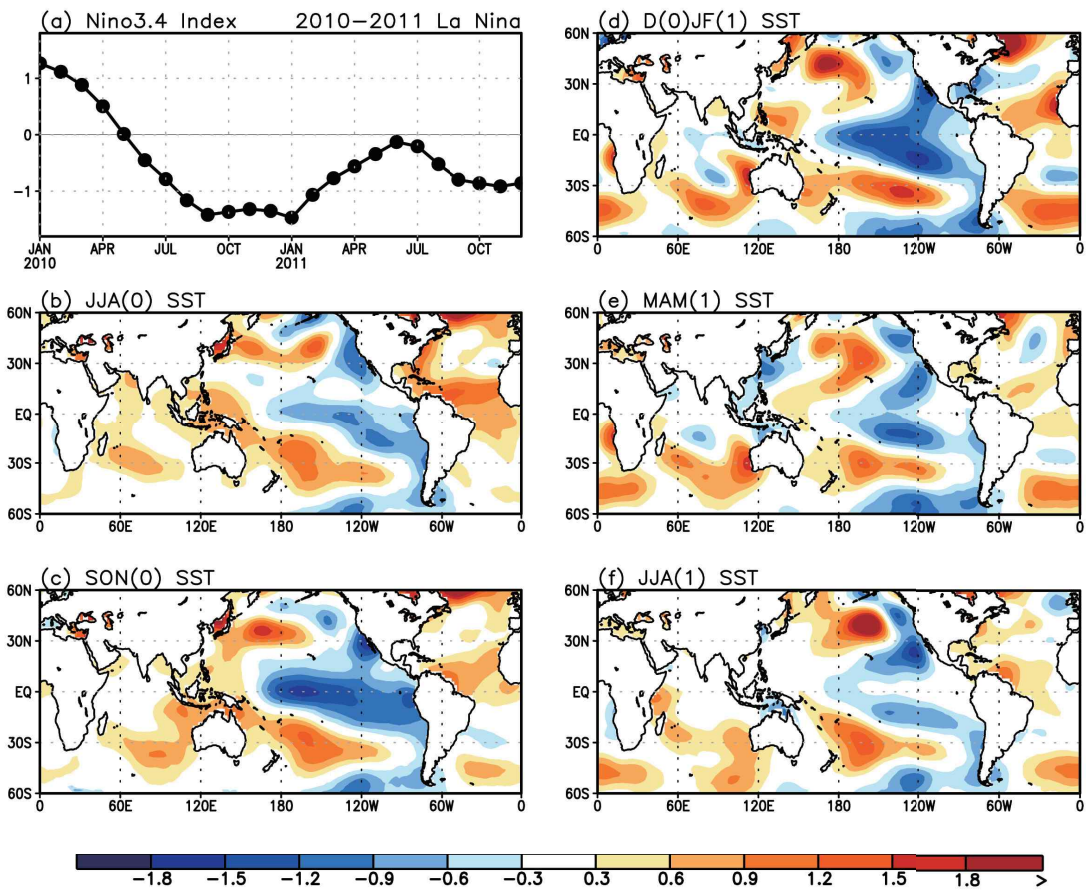 (a) Nino3.4 Index 2010−2011 La Nina
1
0
−1
JAN APR JUL OCT JAN APR JUL OCT
2010 2011
(b) JJA(0) SST
60N
30N
EQ
30S
60S
0 60E 120E 180 120W 60W 0
(c) SON(0) SST
60N
30N
EQ
30S
60S
0 60E 120E 180 120W 60W 0
(d) D(0)JF(1) SST
60N
30N
EQ
30S
60S
0 60E 120E 180 120W 60W 0
(e) MAM(1) SST
60N
30N
EQ
30S
60S
0 60E 120E 180 120W 60W 0
(f) JJA(1) SST
60N
30N
EQ
30S
60S
0 60E 120E 180 120W 60W 0
−1.8 −1.5 −1.2 −0.9 −0.6 −0.3 0.3 0.6 0.9 1.2 1.5 1.8 >